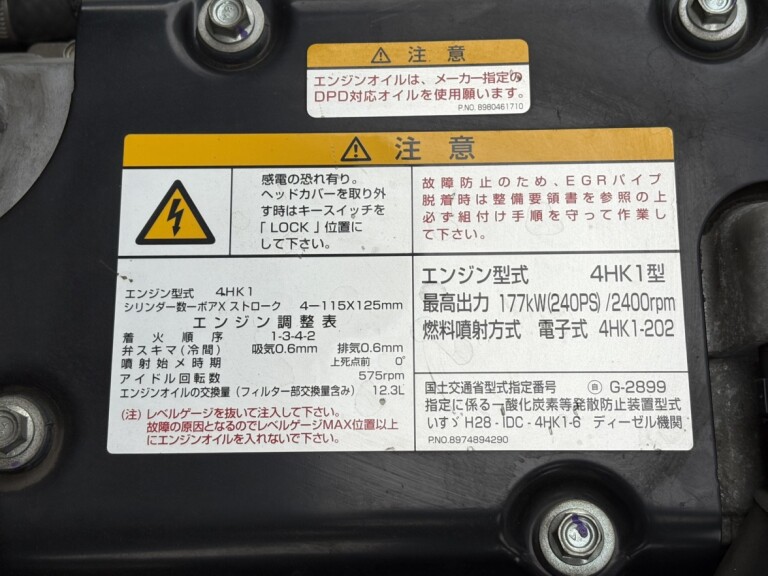 注意
エンジンオイルは、メーカー指定の
DPD対応オイルを使用願います。
P.NO. 8980461710
注意
感電の恐れ有り。
ヘッドカバーを取り外
す時はキースイッチを
「LOCK」位置に
して下さい。
故障防止のため、EGRパイプ
脱着時は整備要領書を参照の上
必ず組付け手順を守って作業し
て下さい。
エンジン型式 4HK1
シリンダー数ーボアX ストローク 4ー115X125mm
エンジン調整表
着火順序 1-3-4-2
弁スキマ(冷間) 吸気0.6mm 排気0.6mm
噴射始め時期 上死点前 0°
アイドル回転数 575rpm
エンジンオイルの交換量(フィルター部交換量含み) 12.3L
(注)レベルゲージを抜いて注入して下さい。
故障の原因となるのでレベルゲージMAX位置以上
にエンジンオイルを入れないで下さい。
エンジン型式 4HK1型
最高出力 177kW(240PS)/2400rpm
燃料噴射方式 電子式 4HK1-202
国土交通省型式指定番号 G-2899
指定に係る一酸化炭素等発散防止装置型式
いすゞH28-IDC-4HK1-6 ディーゼル機関
P.NO.8974894290